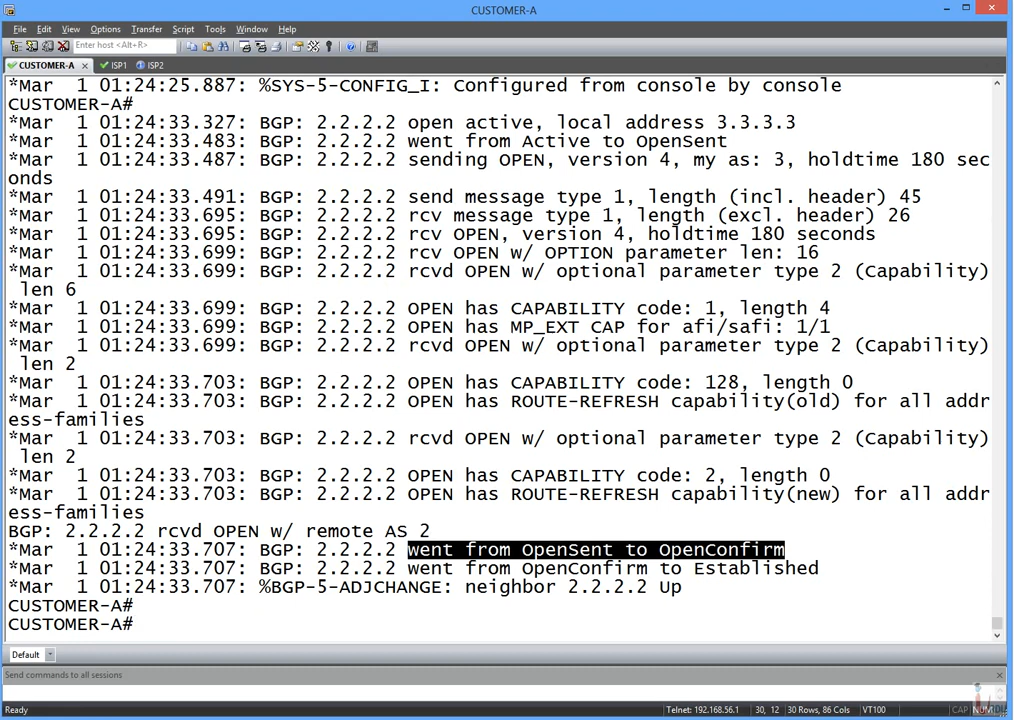 CUSTOMER-A
File Edit View Options Transfer Script Tools Window Help
Enter host <Alt+R>
CUSTOMER-A × ISP1 ISP2
*Mar  1 01:24:25.887: %SYS-5-CONFIG_I: Configured from console by console
CUSTOMER-A#
*Mar  1 01:24:33.327: BGP: 2.2.2.2 open active, local address 3.3.3.3
*Mar  1 01:24:33.483: BGP: 2.2.2.2 went from Active to OpenSent
*Mar  1 01:24:33.487: BGP: 2.2.2.2 sending OPEN, version 4, my as: 3, holdtime 180 sec
onds
*Mar  1 01:24:33.491: BGP: 2.2.2.2 send message type 1, length (incl. header) 45
*Mar  1 01:24:33.695: BGP: 2.2.2.2 rcv message type 1, length (excl. header) 26
*Mar  1 01:24:33.695: BGP: 2.2.2.2 rcv OPEN, version 4, holdtime 180 seconds
*Mar  1 01:24:33.699: BGP: 2.2.2.2 rcv OPEN w/ OPTION parameter len: 16
*Mar  1 01:24:33.699: BGP: 2.2.2.2 rcvd OPEN w/ optional parameter type 2 (Capability)
 len 6
*Mar  1 01:24:33.699: BGP: 2.2.2.2 OPEN has CAPABILITY code: 1, length 4
*Mar  1 01:24:33.699: BGP: 2.2.2.2 OPEN has MP_EXT CAP for afi/safi: 1/1
*Mar  1 01:24:33.699: BGP: 2.2.2.2 rcvd OPEN w/ optional parameter type 2 (Capability)
 len 2
*Mar  1 01:24:33.703: BGP: 2.2.2.2 OPEN has CAPABILITY code: 128, length 0
*Mar  1 01:24:33.703: BGP: 2.2.2.2 OPEN has ROUTE-REFRESH capability(old) for all addr
ess-families
*Mar  1 01:24:33.703: BGP: 2.2.2.2 rcvd OPEN w/ optional parameter type 2 (Capability)
 len 2
*Mar  1 01:24:33.703: BGP: 2.2.2.2 OPEN has CAPABILITY code: 2, length 0
*Mar  1 01:24:33.703: BGP: 2.2.2.2 OPEN has ROUTE-REFRESH capability(new) for all addr
ess-families
BGP: 2.2.2.2 rcvd OPEN w/ remote AS 2
*Mar  1 01:24:33.707: BGP: 2.2.2.2 went from OpenSent to OpenConfirm
*Mar  1 01:24:33.707: BGP: 2.2.2.2 went from OpenConfirm to Established
*Mar  1 01:24:33.707: %BGP-5-ADJCHANGE: neighbor 2.2.2.2 Up
CUSTOMER-A#
CUSTOMER-A#
Default
Send commands to all sessions
Ready Telnet: 192.168.56.1 30, 12 30 Rows, 86 Cols VT100 CAP NUM